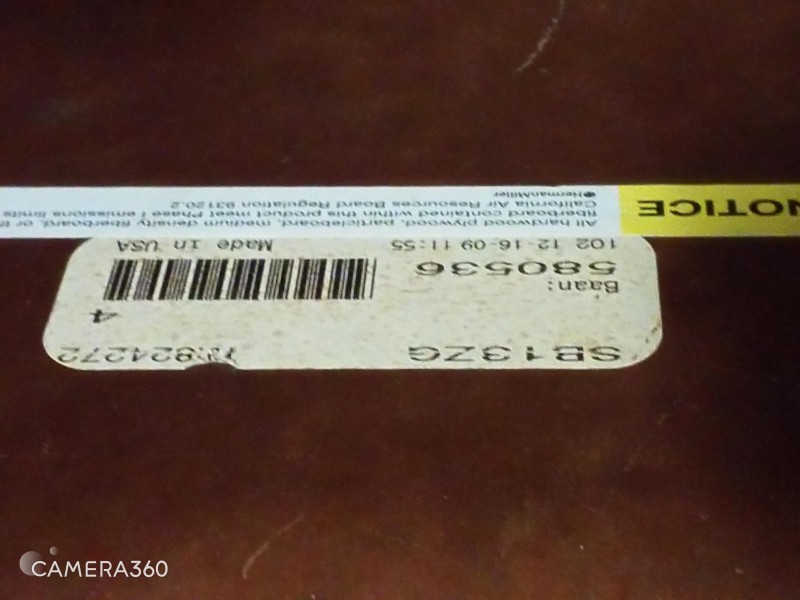 SB13ZG 824272
4
Baan:
580536
102 12-16-09 11:55 Made in USA
NOTICE
All hardwood plywood, particleboard, medium density fiberboard, or
fiberboard contained within this product meet Phase I emissions limits
California Air Resources Board Regulation 93120-2
HermanMiller
CAMERA360